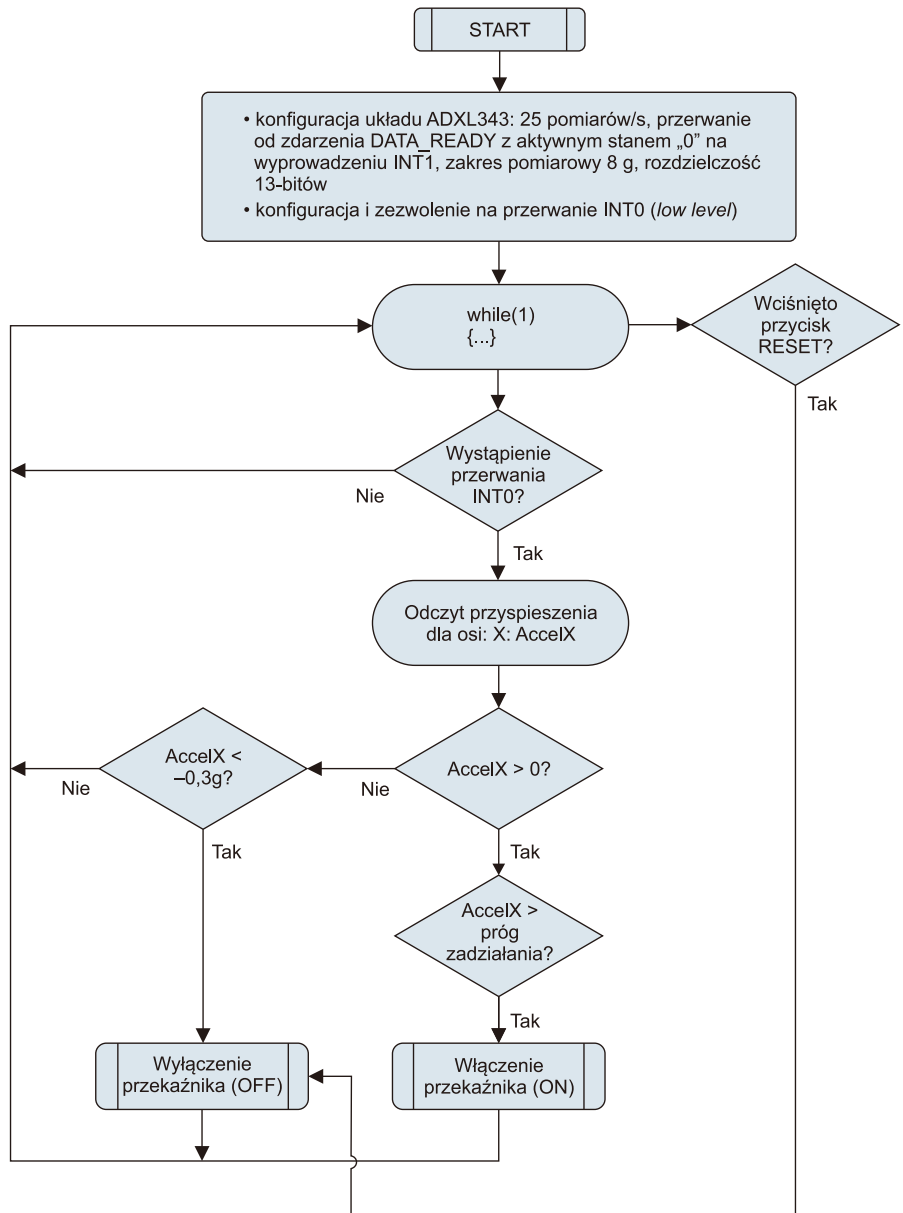 START
• konfiguracja układu ADXL343: 25 pomiarów/s, przerwanie
od zdarzenia DATA_READY z aktywnym stanem „0” na
wyprowadzeniu INT1, zakres pomiarowy 8 g, rozdzielczość
13-bitów
• konfiguracja i zezwolenie na przerwanie INT0 (low level)
while(1)
{...}
Wciśnięto
przycisk
RESET?
Tak
Wystąpienie
przerwania
INT0?
Nie
Tak
Odczyt przyspieszenia
dla osi: X: AccelX
AccelX <
–0,3g?
Nie
Tak
AccelX > 0?
Nie
Tak
AccelX >
próg
zadziałania?
Tak
Wyłączenie
przekaźnika (OFF)
Włączenie
przekaźnika (ON)